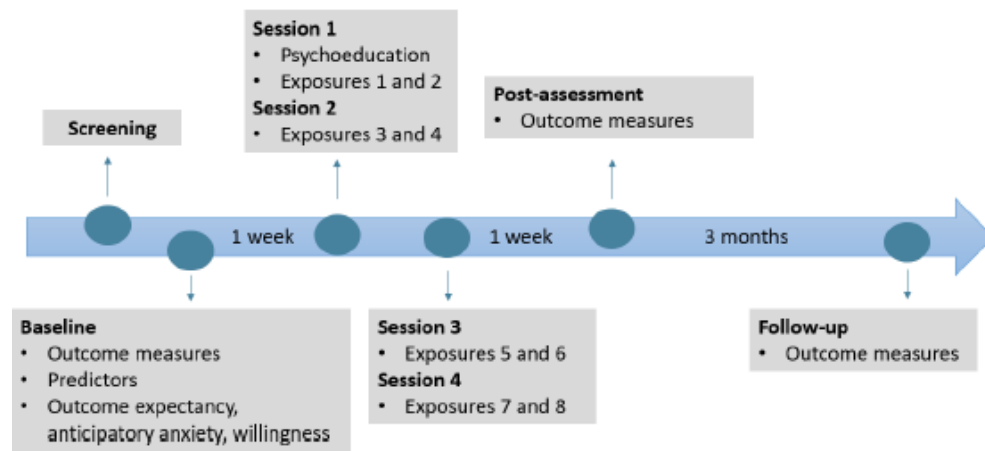 Session 1
• Psychoeducation
• Exposures 1 and 2
Session 2
• Exposures 3 and 4
Post-assessment
• Outcome measures
Screening
1 week
1 week
3 months
Baseline
• Outcome measures
• Predictors
• Outcome expectancy,
anticipatory anxiety, willingness
Session 3
• Exposures 5 and 6
Session 4
• Exposures 7 and 8
Follow-up
• Outcome measures